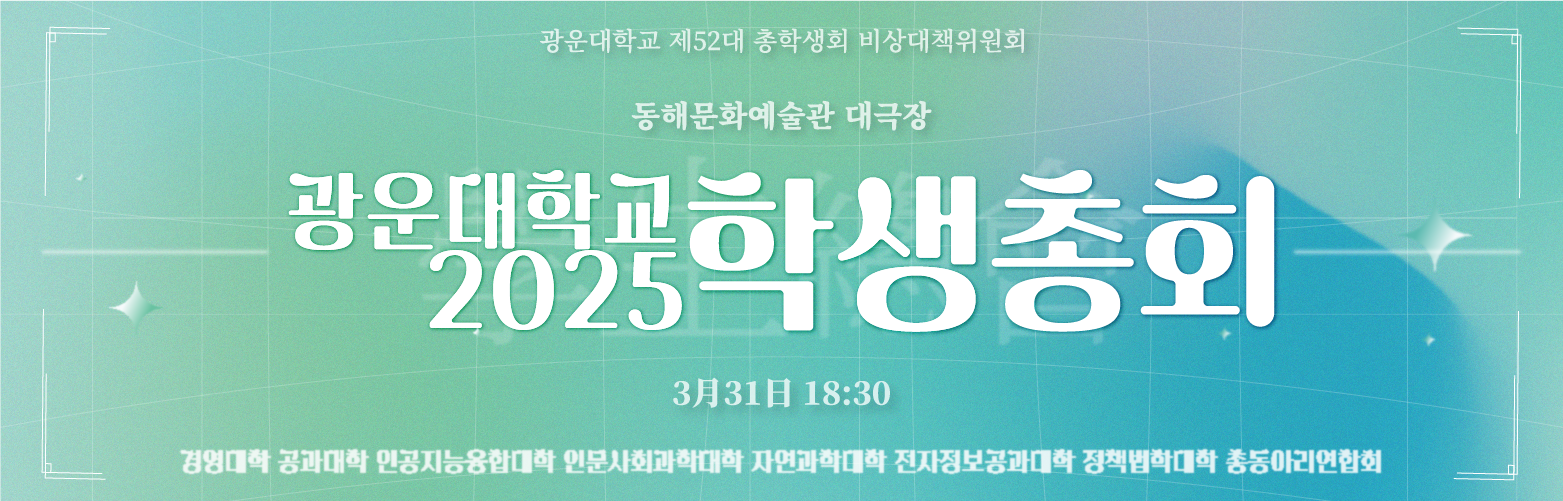 광운대학교 제52대 총학생회 비상대책위원회
동해문화예술관 대극장
광운대학교
2025
학생총회
學生總會
3月31日 18:30
경영대학 공과대학 인공지능융합대학 인문사회과학대학 자연과학대학 전자정보공과대학 정책법학대학 총동아리연합회